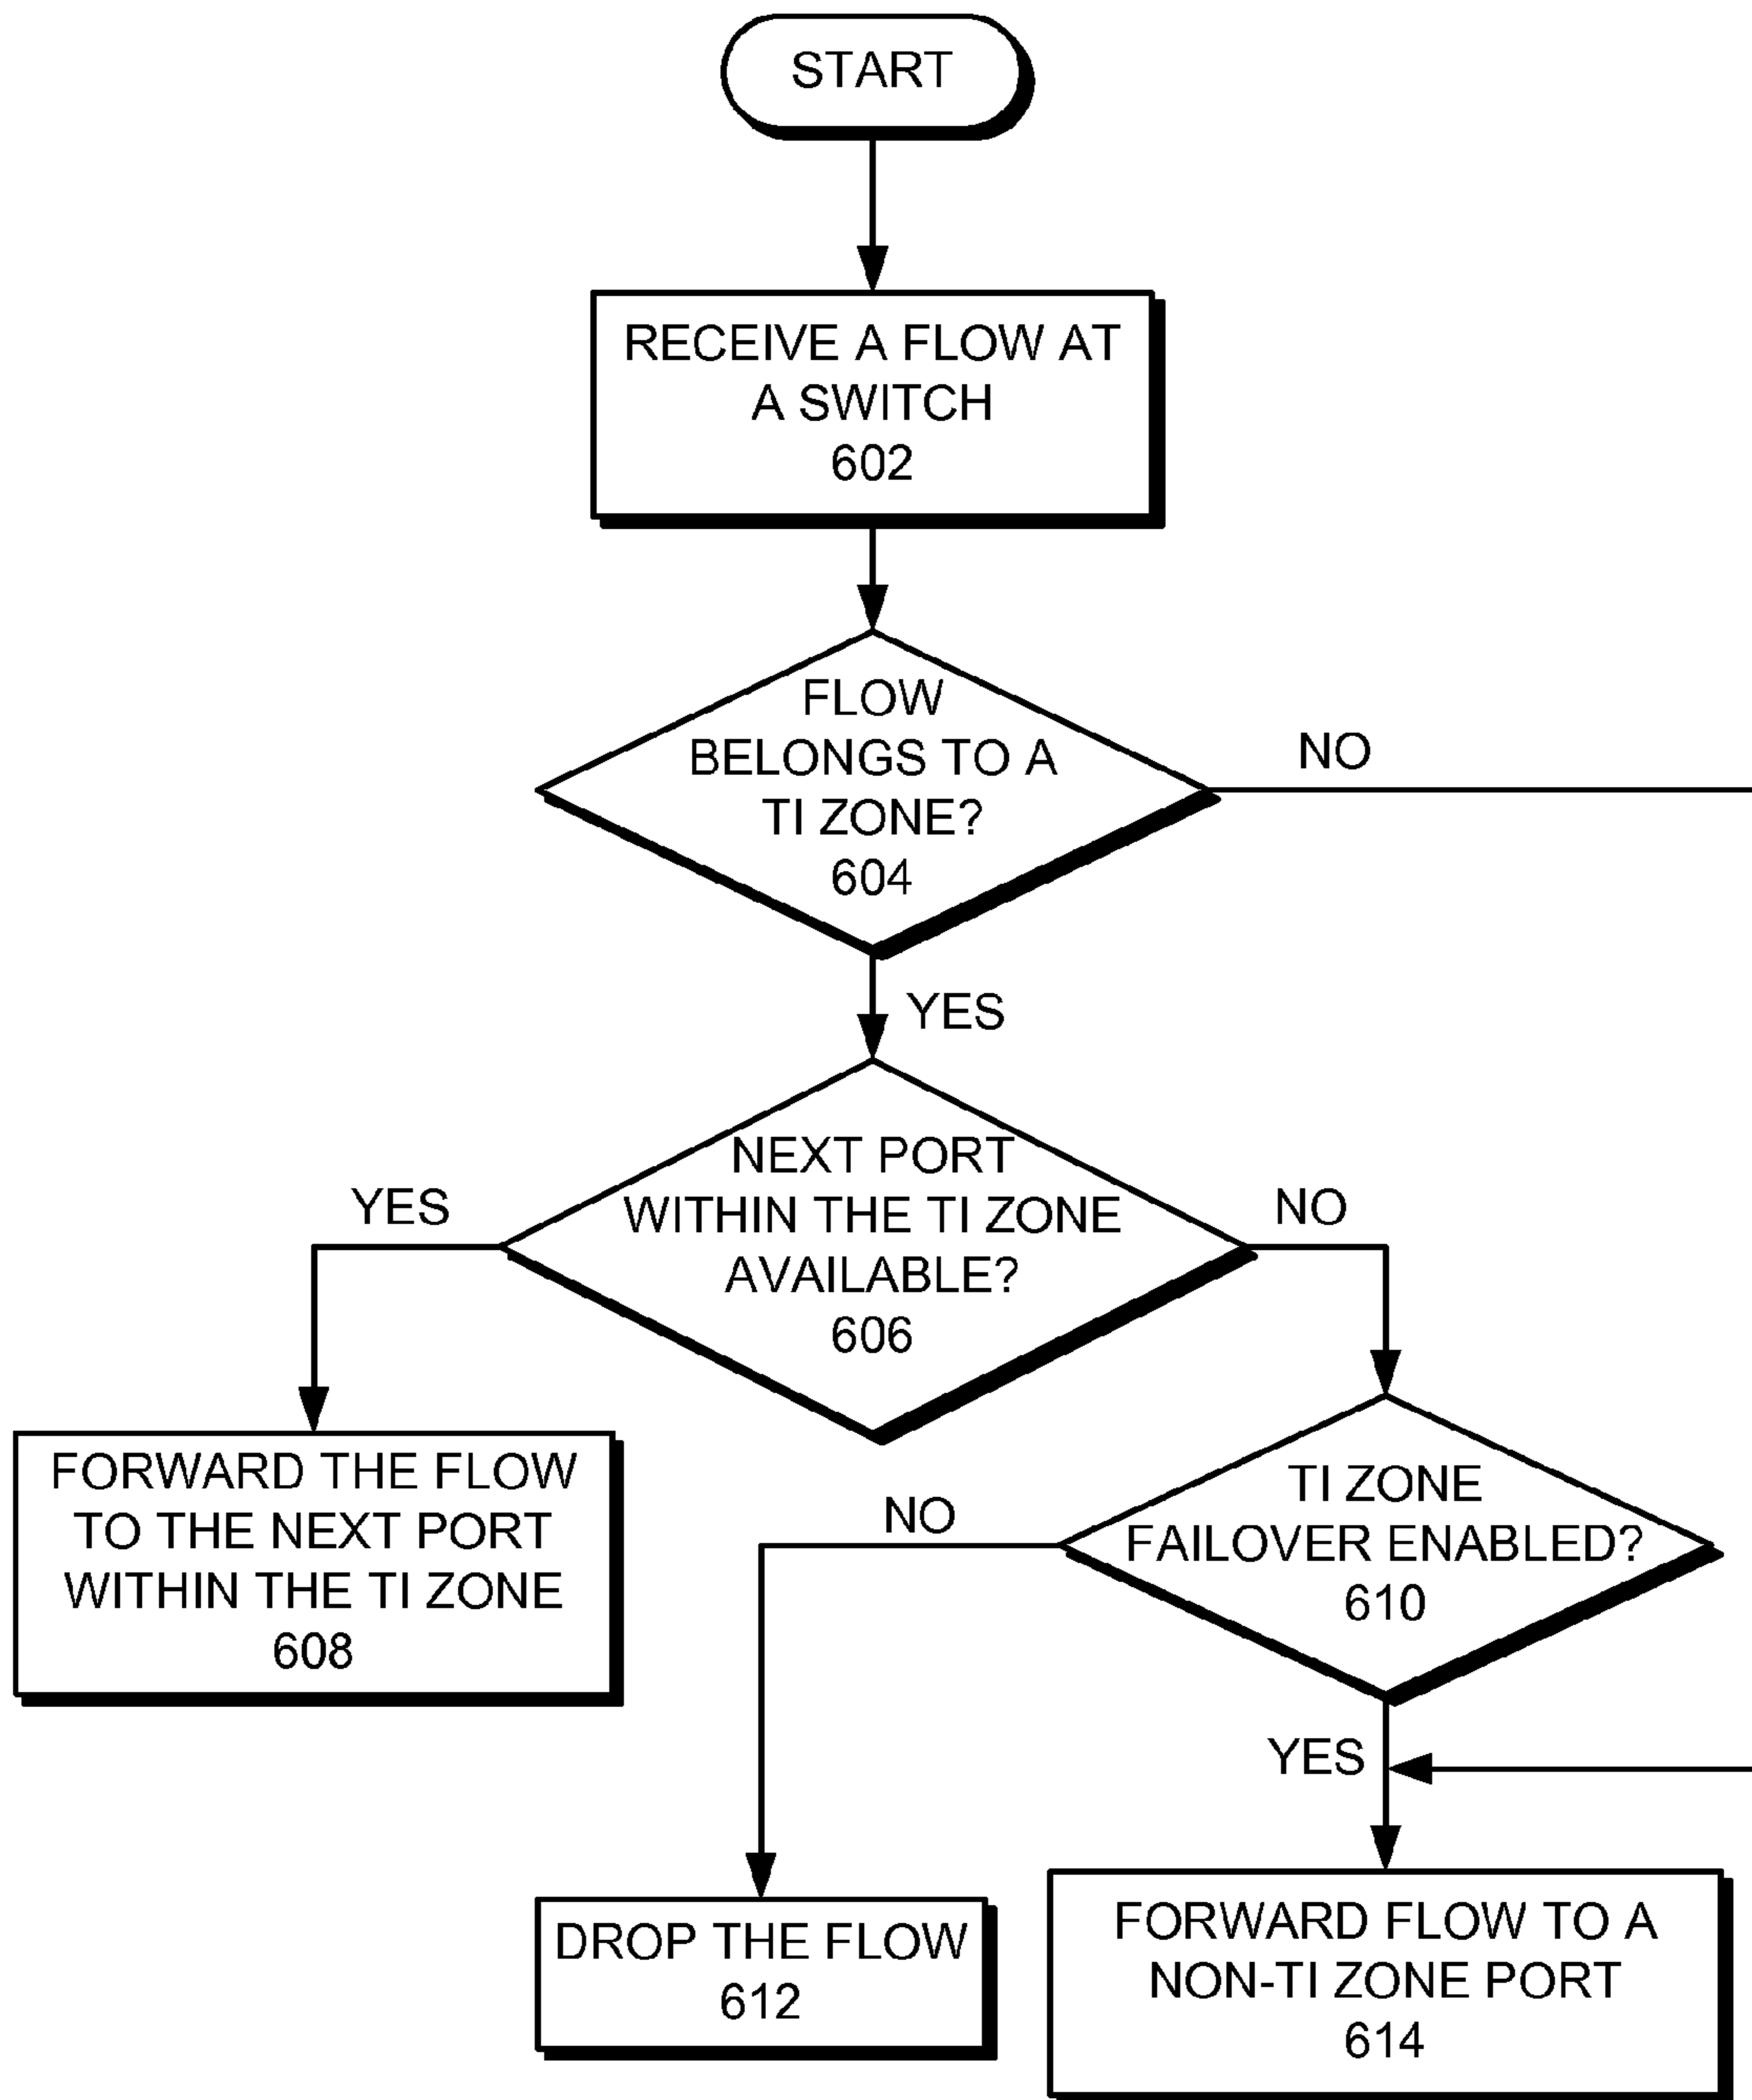 START
RECEIVE A FLOW AT
A SWITCH
602
FLOW
BELONGS TO A
TI ZONE?
604
NO
YES
NEXT PORT
WITHIN THE TI ZONE
AVAILABLE?
606
YES
NO
FORWARD THE FLOW
TO THE NEXT PORT
WITHIN THE TI ZONE
608
TI ZONE
FAILOVER ENABLED?
610
NO
YES
DROP THE FLOW
612
FORWARD FLOW TO A
NON-TI ZONE PORT
614